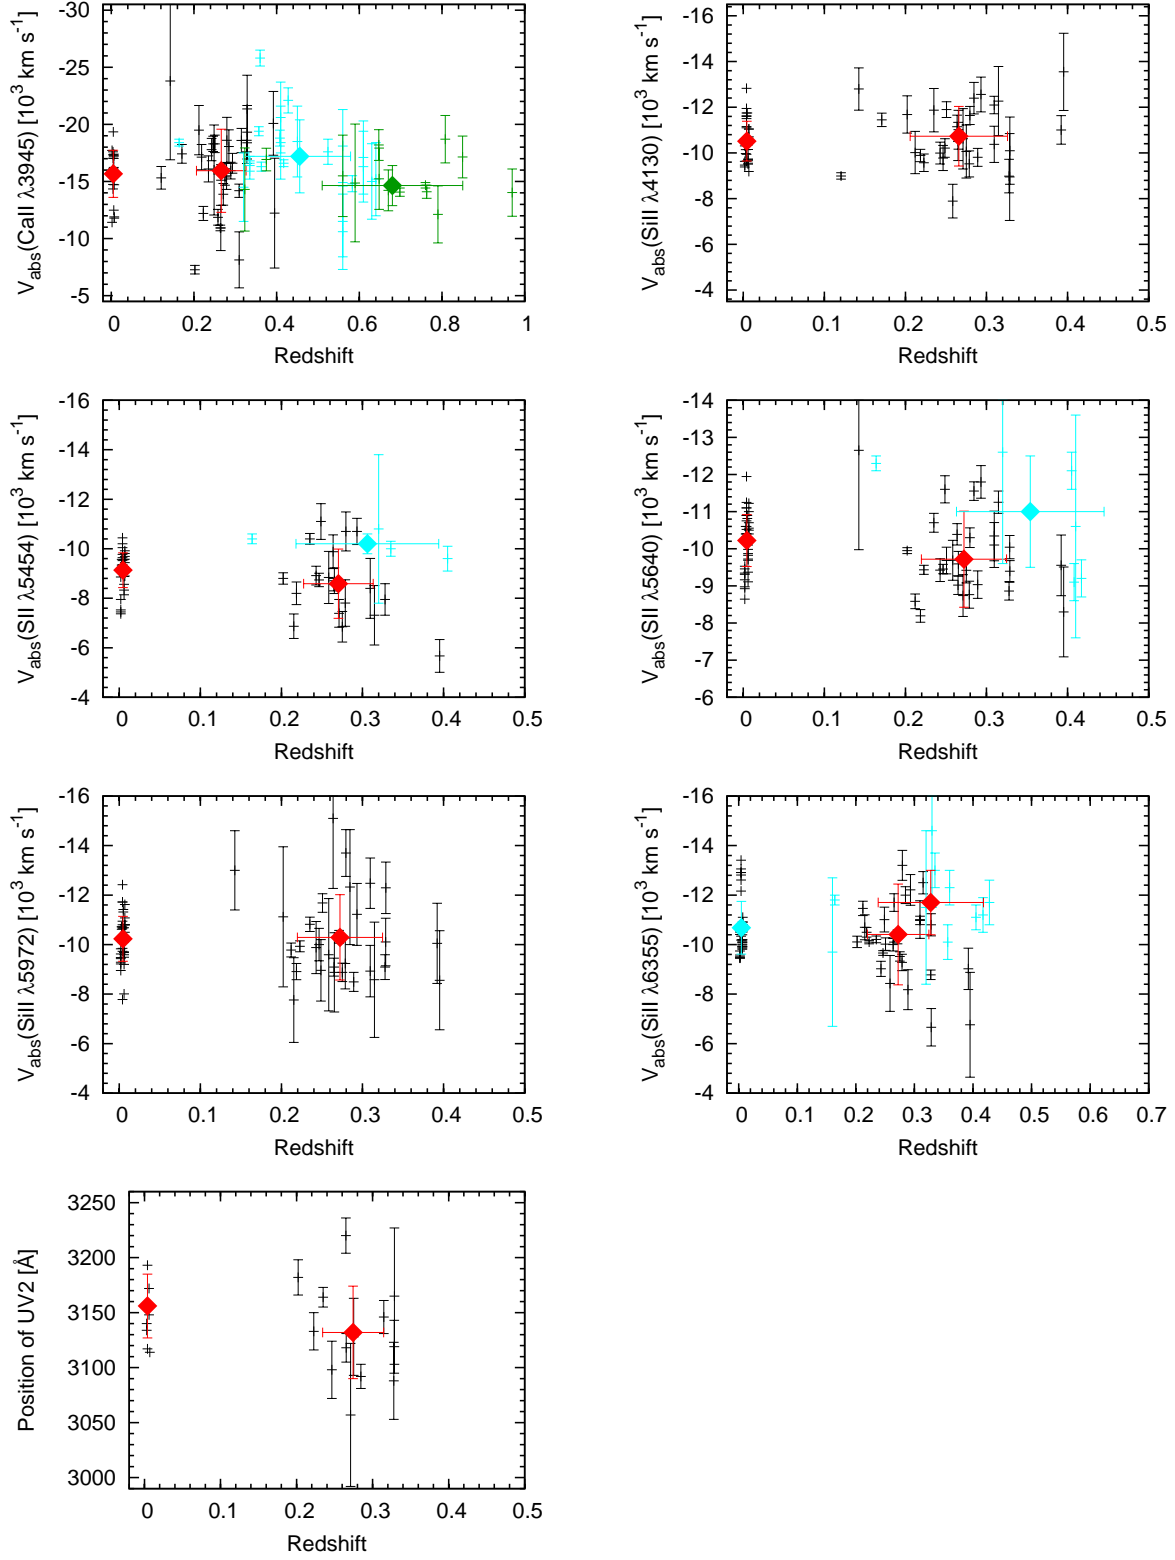 -30
-25
-20
-15
-10
-5
0 0.2 0.4 0.6 0.8 1
Redshift
V_abs(CaII λ3945) [10^3 km s^-1]
-16
-14
-12
-10
-8
-6
-4
0 0.1 0.2 0.3 0.4 0.5
Redshift
V_abs(SiII λ4130) [10^3 km s^-1]
-16
-14
-12
-10
-8
-6
-4
0 0.1 0.2 0.3 0.4 0.5
Redshift
V_abs(SII λ5454) [10^3 km s^-1]
-14
-13
-12
-11
-10
-9
-8
-7
-6
0 0.1 0.2 0.3 0.4 0.5
Redshift
V_abs(SII λ5640) [10^3 km s^-1]
-16
-14
-12
-10
-8
-6
-4
0 0.1 0.2 0.3 0.4 0.5
Redshift
V_abs(SiII λ5972) [10^3 km s^-1]
-16
-14
-12
-10
-8
-6
-4
0 0.1 0.2 0.3 0.4 0.5 0.6 0.7
Redshift
V_abs(SiII λ6355) [10^3 km s^-1]
3250
3200
3150
3100
3050
3000
0 0.1 0.2 0.3 0.4 0.5
Redshift
Position of UV2 [Å]